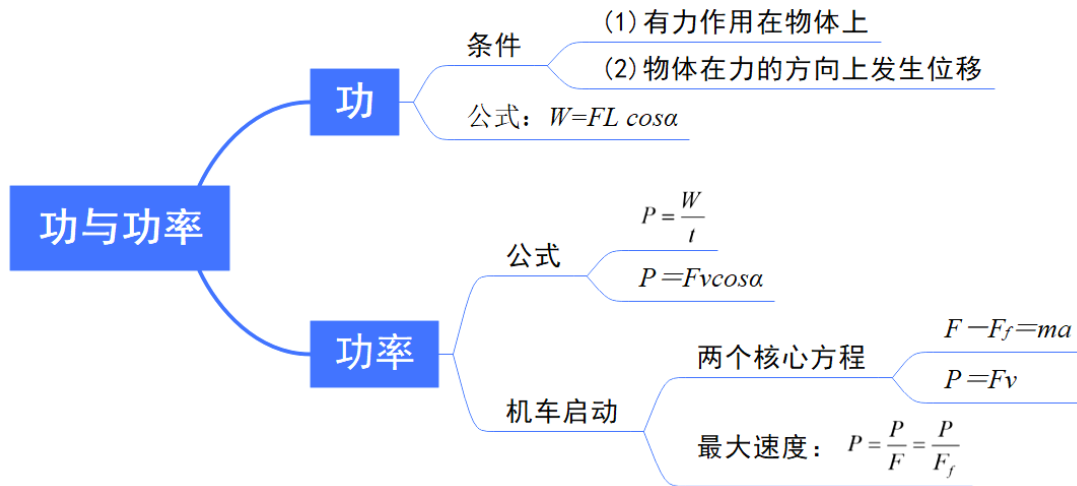 功与功率
功
条件
(1)有力作用在物体上
(2)物体在力的方向上发生位移
公式：W=FL cosα
功率
公式
P=W/t
P=Fvcosα
机车启动
两个核心方程
F-F_f=ma
P=Fv
最大速度：P=P/F=P/F_f